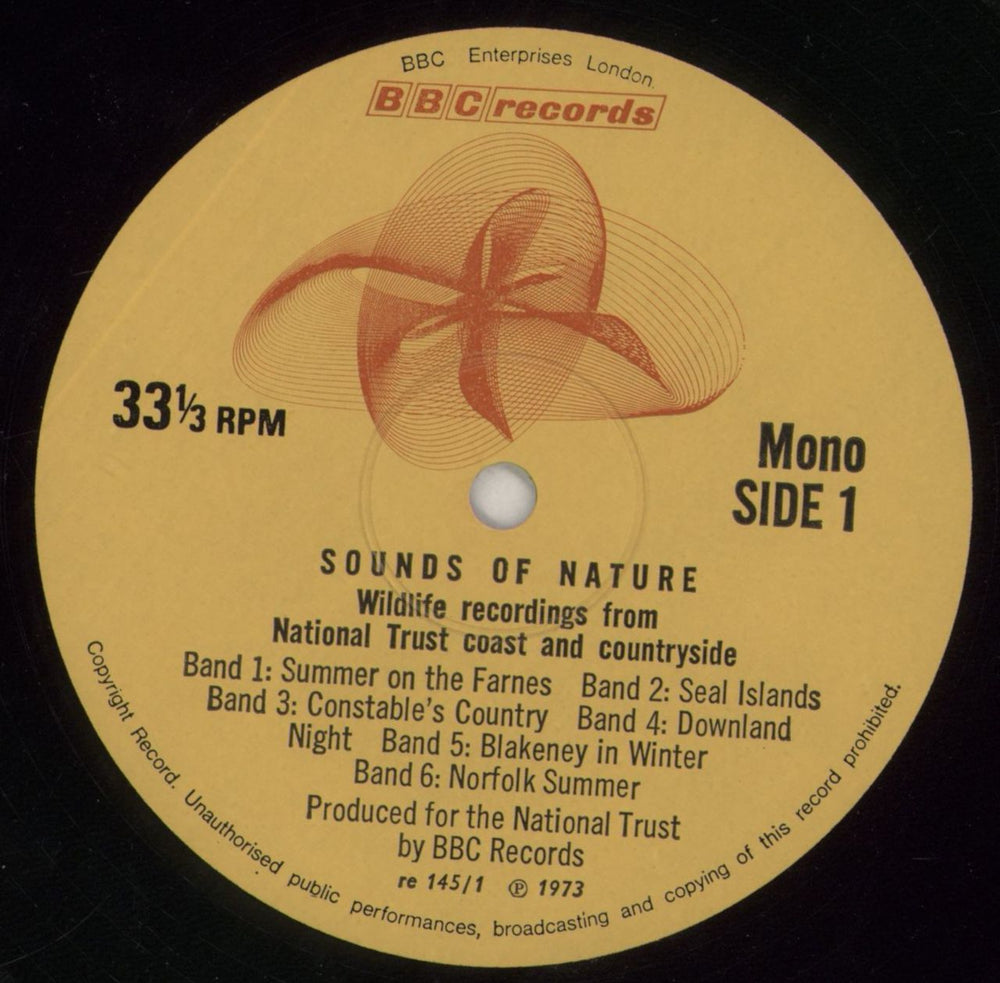 BBC Enterprises London.
BBC records
33⅓ RPM
Mono
SIDE 1
SOUNDS OF NATURE
Wildlife recordings from
National Trust coast and countryside
Band 1: Summer on the Farnes Band 2: Seal Islands
Band 3: Constable's Country Band 4: Downland
Night Band 5: Blakeney in Winter
Band 6: Norfolk Summer
Produced for the National Trust
by BBC Records
re 145/1 ℗ 1973
Copyright Record. Unauthorised public performances, broadcasting and copying of this record prohibited.